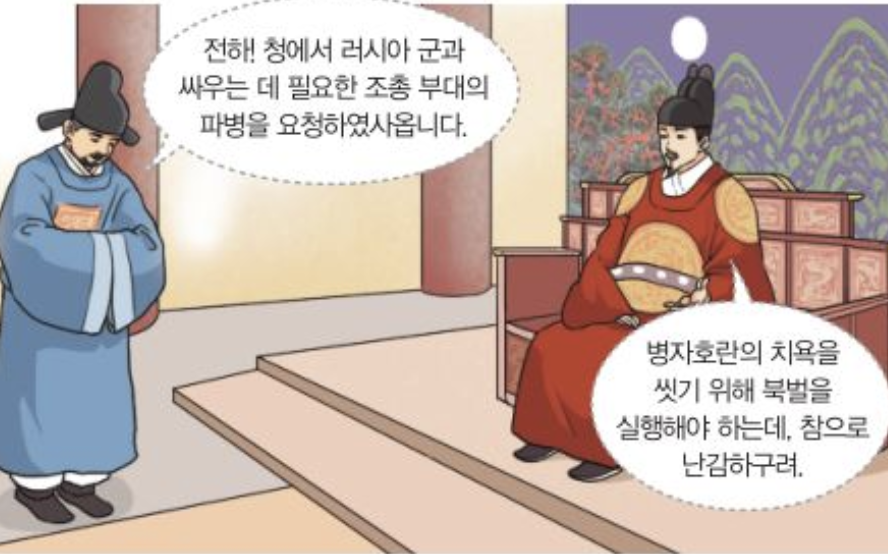 전하! 청에서 러시아 군과
싸우는 데 필요한 조총 부대의
파병을 요청하였사옵니다.
병자호란의 치욕을
씻기 위해 북벌을
실행해야 하는데, 참으로
난감하구려.